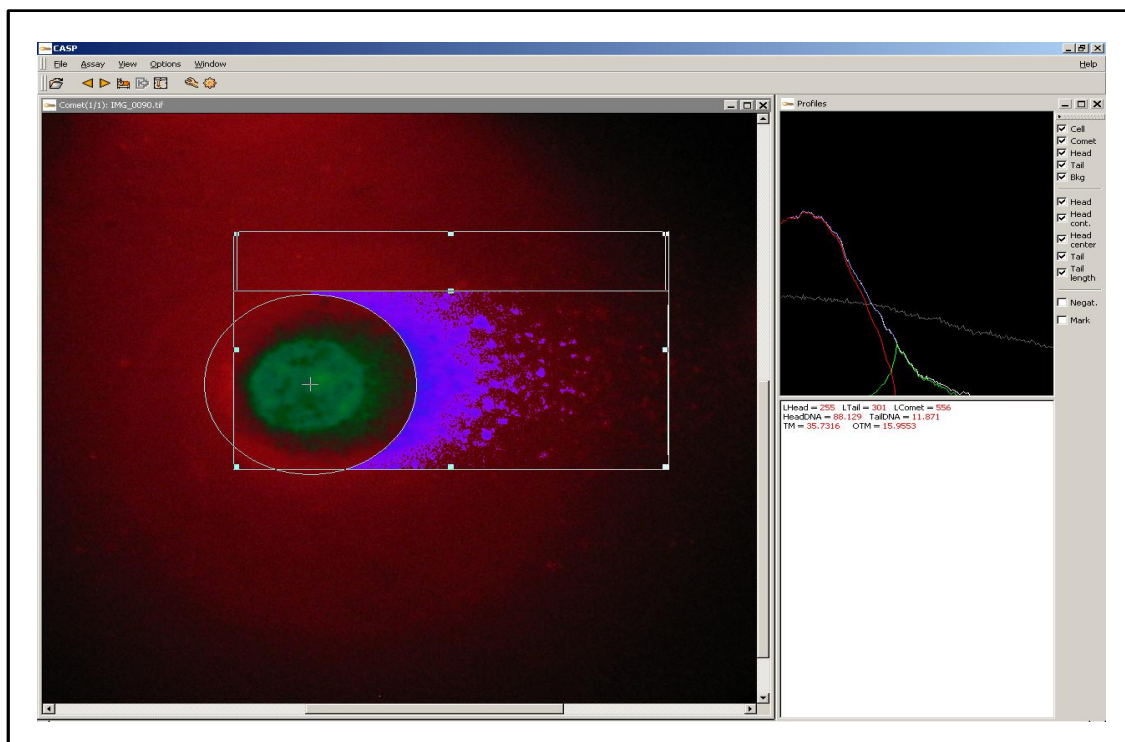 CASP
File Assay View Options Window Help
Comet(1/1): IMG_0090.tif
Profiles
Cell
Comet
Head
Tail
Bkg
Head
Head
cont.
Head
center
Tail
Tail
length
Negat.
Mark
LHead = 255 LTail = 301 LComet = 556
HeadDNA = 88.129 TailDNA = 11.871
TM = 35.7316 OTM = 15.9553